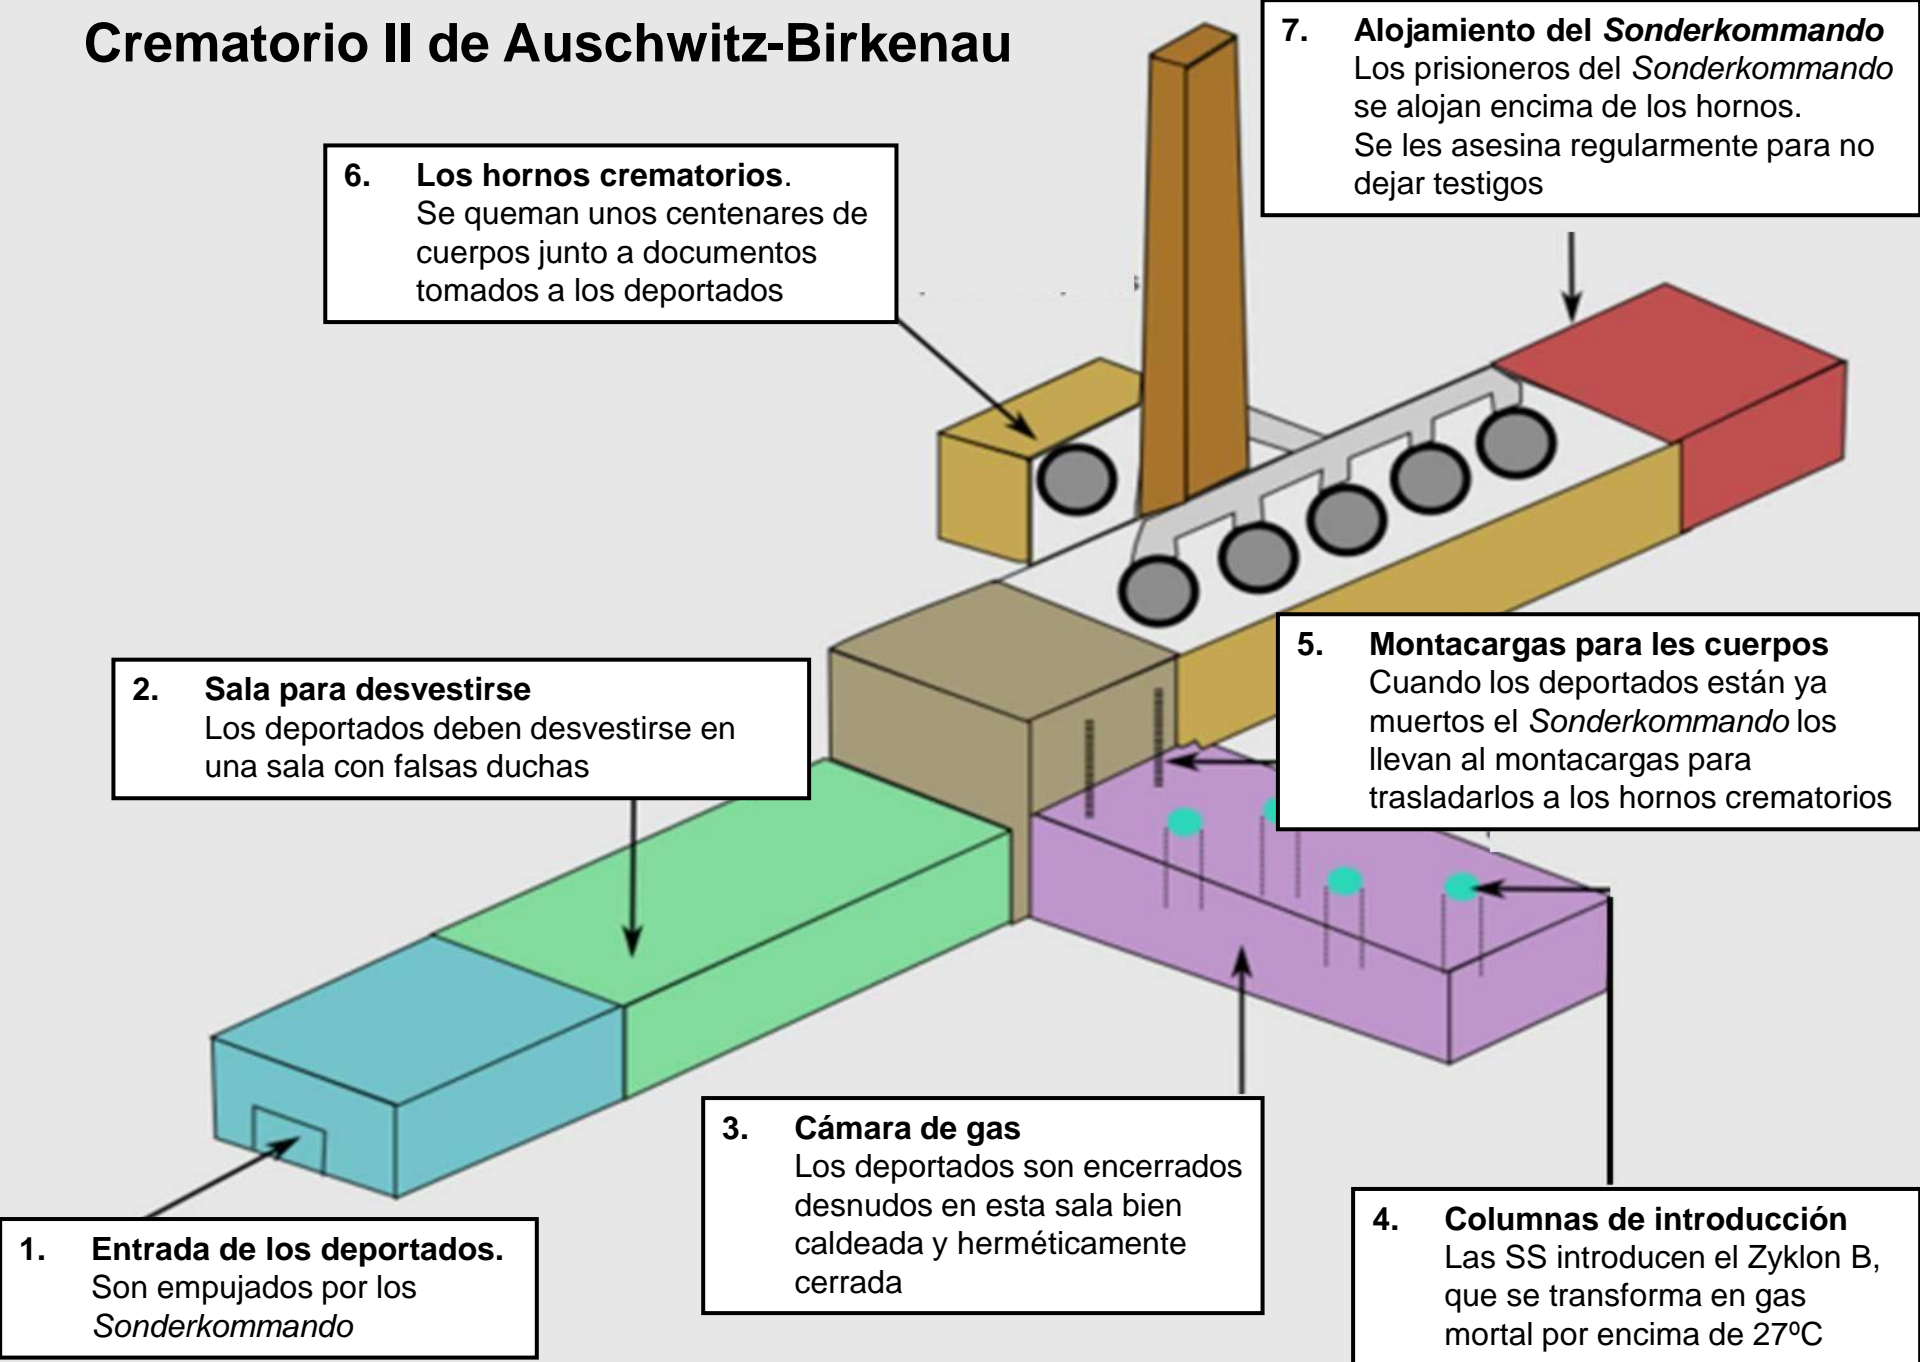 Crematorio II de Auschwitz-Birkenau
7. Alojamiento del Sonderkommando
Los prisioneros del Sonderkommando
se alojan encima de los hornos.
Se les asesina regularmente para no
dejar testigos
6. Los hornos crematorios.
Se queman unos centenares de
cuerpos junto a documentos
tomados a los deportados
5. Montacargas para les cuerpos
Cuando los deportados están ya
muertos el Sonderkommando los
llevan al montacargas para
trasladarlos a los hornos crematorios
2. Sala para desvestirse
Los deportados deben desvestirse en
una sala con falsas duchas
3. Cámara de gas
Los deportados son encerrados
desnudos en esta sala bien
caldeada y herméticamente
cerrada
4. Columnas de introducción
Las SS introducen el Zyklon B,
que se transforma en gas
mortal por encima de 27ºC
1. Entrada de los deportados.
Son empujados por los
Sonderkommando